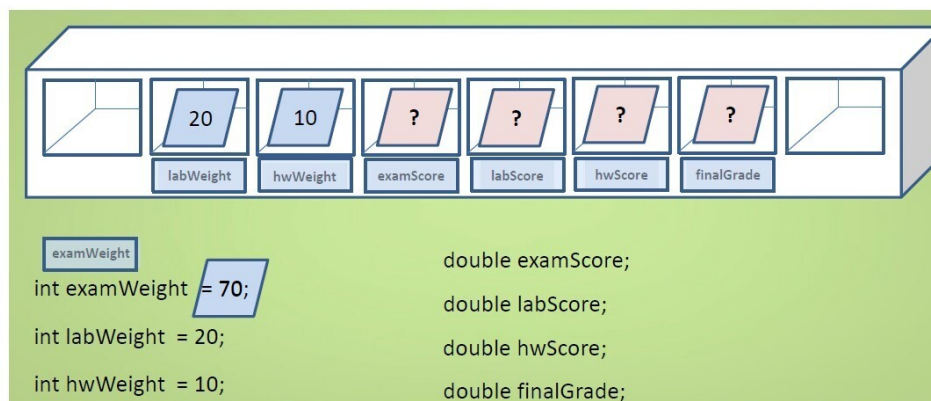 20 10 ? ? ? ?
labWeight hwWeight examScore labScore hwScore finalGrade
examWeight
int examWeight = 70;
int labWeight = 20;
int hwWeight = 10;
double examScore;
double labScore;
double hwScore;
double finalGrade;